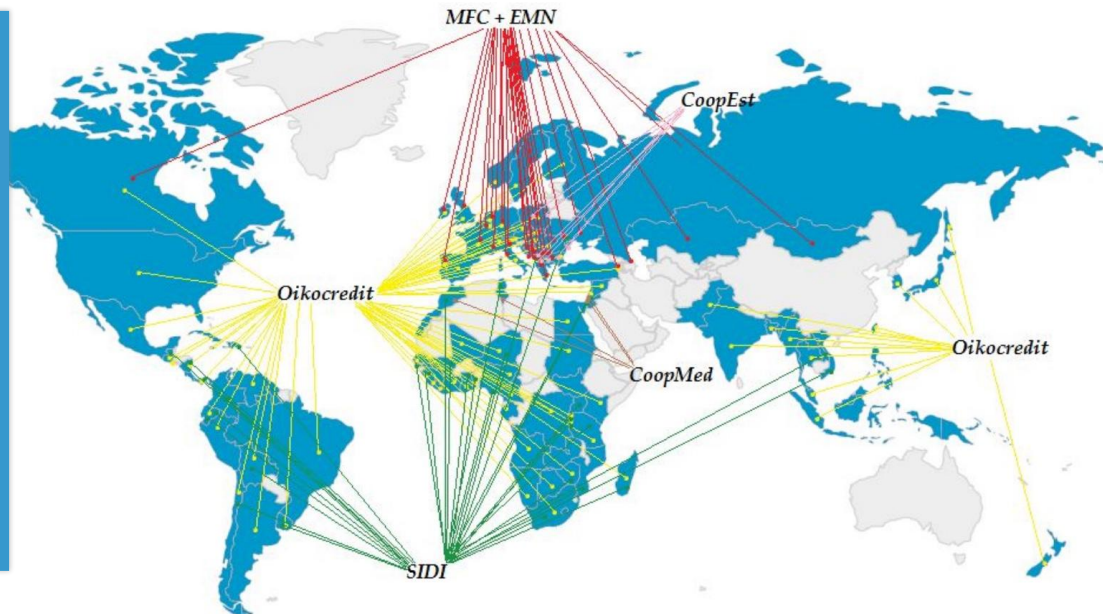 MFC + EMN
CoopEst
Oikocredit
Oikocredit
CoopMed
SIDI